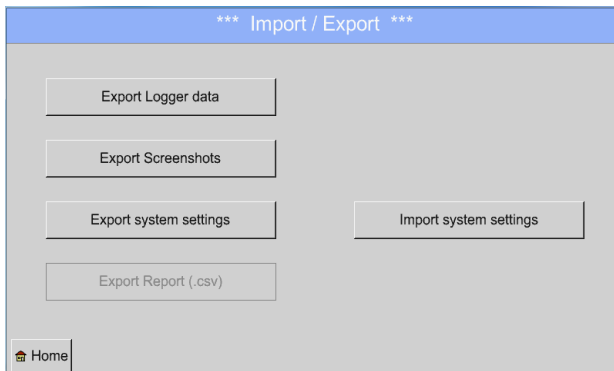 *** Import / Export ***
Export Logger data
Export Screenshots
Export system settings
Import system settings
Export Report (.csv)
Home